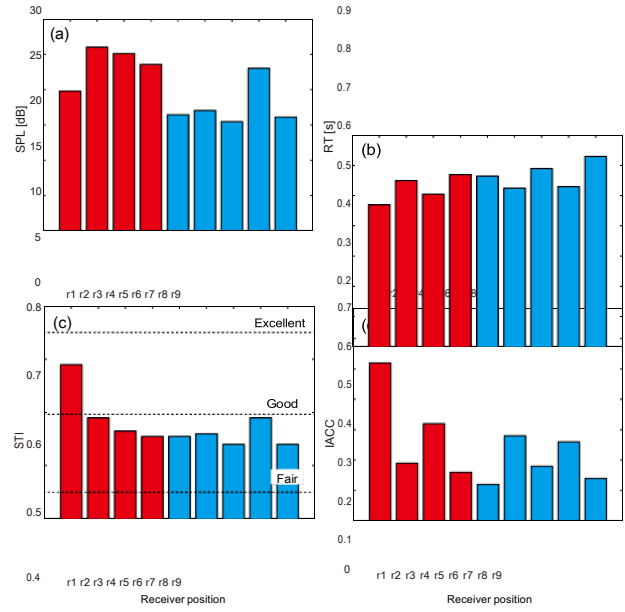 (a)
SPL [dB]
30
25
20
15
10
5
0
r1 r2 r3 r4 r5 r6 r7 r8 r9
(b)
RT [s]
0.9
0.8
0.7
0.6
0.5
0.4
0.3
0.2
(c)
STI
0.8
0.7
0.6
0.5
0.4
Excellent
Good
Fair
r1 r2 r3 r4 r5 r6 r7 r8 r9
Receiver position
IACC
0.7
0.6
0.5
0.4
0.3
0.2
0.1
0
r1 r2 r3 r4 r5 r6 r7 r8 r9
Receiver position